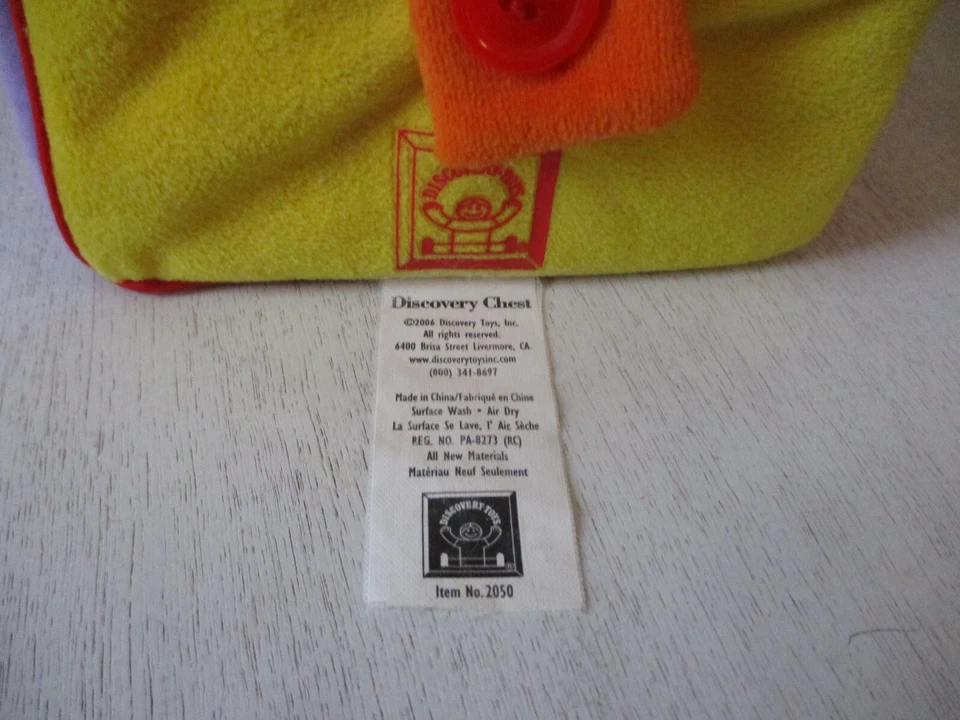 DISCOVERY TOYS
Discovery Chest
©2006 Discovery Toys, Inc.
All rights reserved.
6400 Brisa Street Livermore, CA.
www.discoverytoysinc.com
(800) 341-8697
Made in China/Fabriqué en Chine
Surface Wash • Air Dry
La Surface Se Lave, l' Air, Sèche
REG. NO. PA-8273 (RC)
All New Materials
Matériau Neuf Seulement
DISCOVERY TOYS
®
Item No. 2050